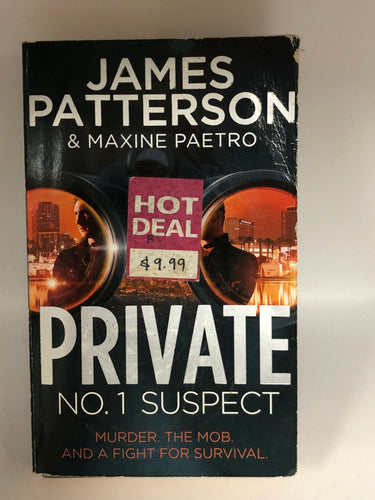 JAMES
PATTERSON
& MAXINE PAETRO
HOT
DEAL
$9.99
PRIVATE
NO. 1 SUSPECT
MURDER. THE MOB.
AND A FIGHT FOR SURVIVAL.